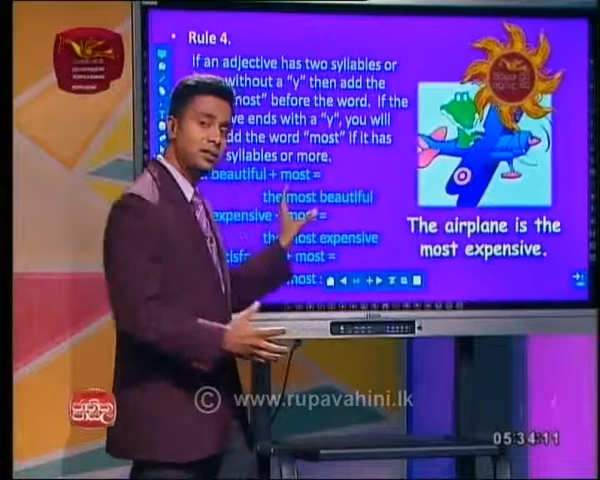 Rule 4.
If an adjective has two syllables or
without a "y" then add the
most" before the word. If the
ve ends with a "y", you will
add the word "most" if it has
syllables or more.
beautiful + most =
the most beautiful
expensive + most =
the most expensive
+ most =
most
The airplane is the
most expensive.
© www.rupavahini.lk
05:34:11